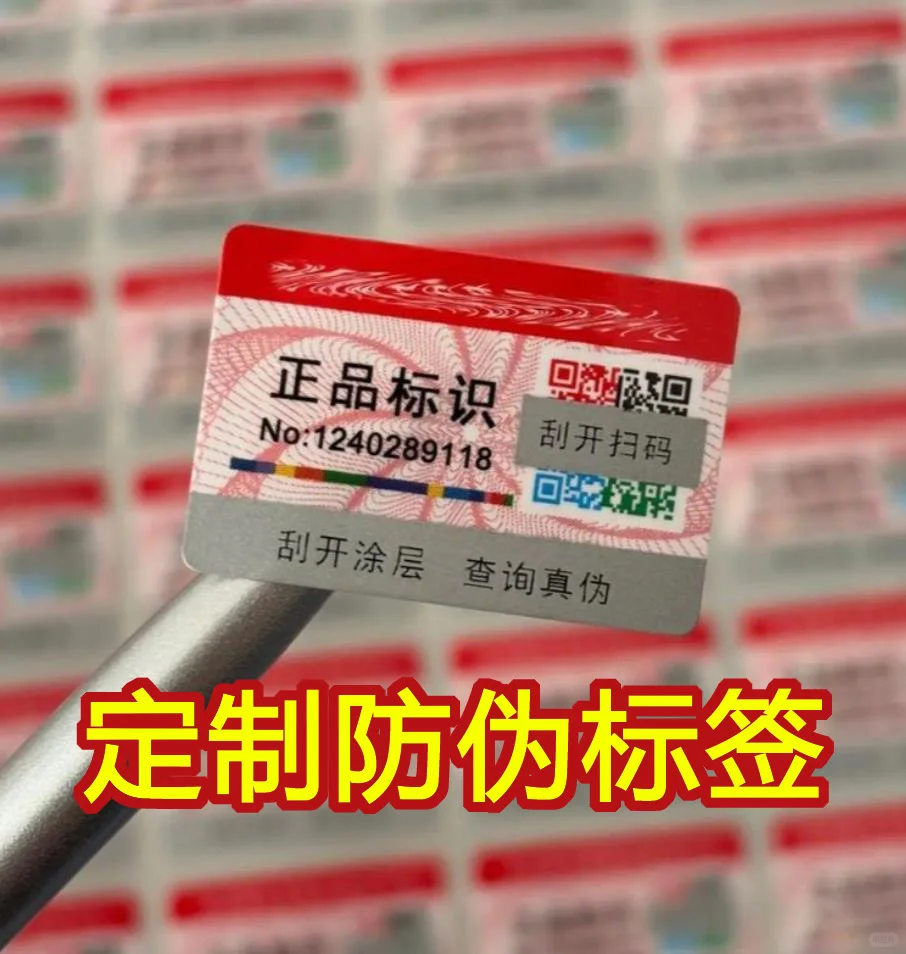 正品标识
No:1240289118
刮开扫码
刮开涂层 查询真伪
定制防伪标签